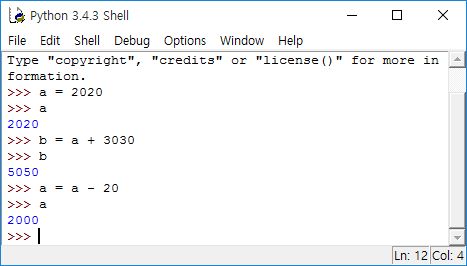 Python 3.4.3 Shell
File Edit Shell Debug Options Window Help
Type "copyright", "credits" or "license()" for more in
formation.
>>> a = 2020
>>> a
2020
>>> b = a + 3030
>>> b
5050
>>> a = a - 20
>>> a
2000
>>>
Ln: 12 Col: 4